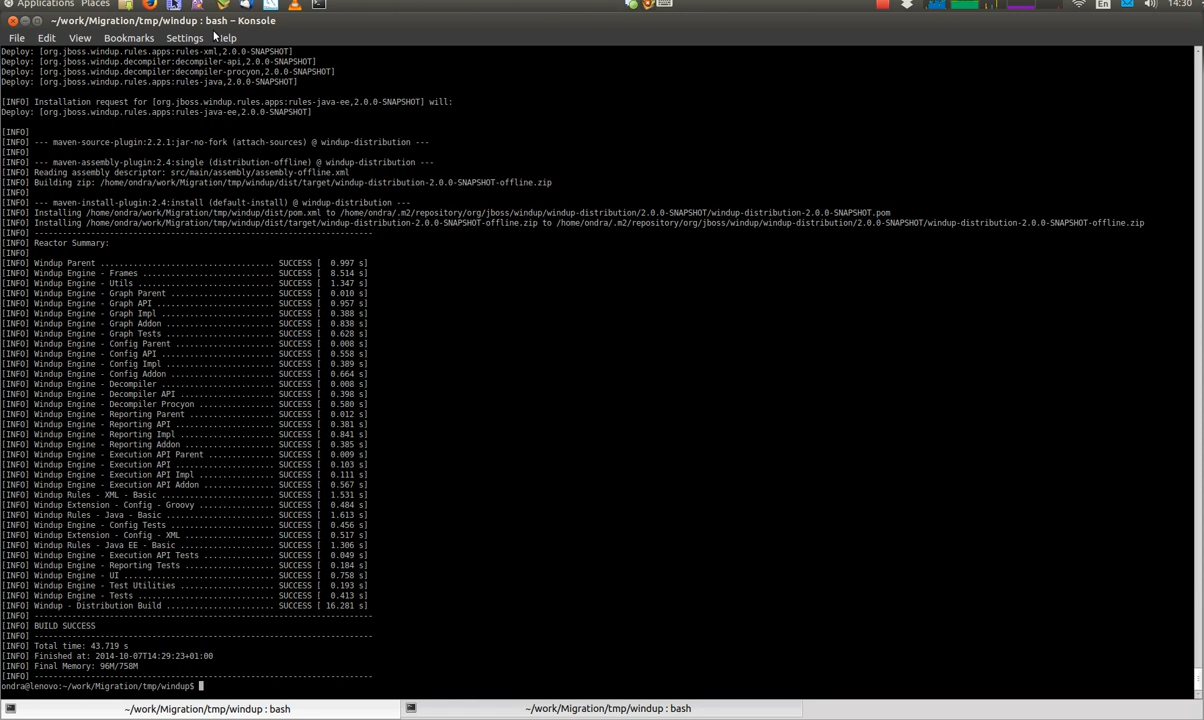 Applications Places
En
14:30
~/work/Migration/tmp/windup : bash – Konsole
File Edit View Bookmarks Settings Help
Deploy: [org.jboss.windup.rules.apps:rules-xml,2.0.0-SNAPSHOT]
Deploy: [org.jboss.windup.decompiler:decompiler-api,2.0.0-SNAPSHOT]
Deploy: [org.jboss.windup.decompiler:decompiler-procyon,2.0.0-SNAPSHOT]
Deploy: [org.jboss.windup.rules.apps:rules-java,2.0.0-SNAPSHOT]
[INFO] Installation request for [org.jboss.windup.rules.apps:rules-java-ee,2.0.0-SNAPSHOT] will:
Deploy: [org.jboss.windup.rules.apps:rules-java-ee,2.0.0-SNAPSHOT]
[INFO]
[INFO] --- maven-source-plugin:2.2.1:jar-no-fork (attach-sources) @ windup-distribution ---
[INFO]
[INFO] --- maven-assembly-plugin:2.4:single (distribution-offline) @ windup-distribution ---
[INFO] Reading assembly descriptor: src/main/assembly/assembly-offline.xml
[INFO] Building zip: /home/ondra/work/Migration/tmp/windup/dist/target/windup-distribution-2.0.0-SNAPSHOT-offline.zip
[INFO]
[INFO] --- maven-install-plugin:2.4:install (default-install) @ windup-distribution ---
[INFO] Installing /home/ondra/work/Migration/tmp/windup/dist/pom.xml to /home/ondra/.m2/repository/org/jboss/windup/windup-distribution/2.0.0-SNAPSHOT/windup-distribution-2.0.0-SNAPSHOT.pom
[INFO] Installing /home/ondra/work/Migration/tmp/windup/dist/target/windup-distribution-2.0.0-SNAPSHOT-offline.zip to /home/ondra/.m2/repository/org/jboss/windup/windup-distribution/2.0.0-SNAPSHOT/windup-distribution-2.0.0-SNAPSHOT-offline.zip
[INFO] ------------------------------------------------------------------------
[INFO] Reactor Summary:
[INFO]
[INFO] Windup Parent ..................................... SUCCESS [ 0.997 s]
[INFO] Windup Engine - Frames ............................ SUCCESS [ 8.514 s]
[INFO] Windup Engine - Utils ............................. SUCCESS [ 1.347 s]
[INFO] Windup Engine - Graph Parent ...................... SUCCESS [ 0.010 s]
[INFO] Windup Engine - Graph API ......................... SUCCESS [ 0.957 s]
[INFO] Windup Engine - Graph Impl ........................ SUCCESS [ 0.388 s]
[INFO] Windup Engine - Graph Addon ....................... SUCCESS [ 0.838 s]
[INFO] Windup Engine - Graph Tests ....................... SUCCESS [ 0.628 s]
[INFO] Windup Engine - Config Parent ..................... SUCCESS [ 0.008 s]
[INFO] Windup Engine - Config API ........................ SUCCESS [ 0.558 s]
[INFO] Windup Engine - Config Impl ....................... SUCCESS [ 0.389 s]
[INFO] Windup Engine - Config Addon ...................... SUCCESS [ 0.664 s]
[INFO] Windup Engine - Decompiler ........................ SUCCESS [ 0.008 s]
[INFO] Windup Engine - Decompiler API .................... SUCCESS [ 0.398 s]
[INFO] Windup Engine - Decompiler Procyon ................ SUCCESS [ 0.580 s]
[INFO] Windup Engine - Reporting Parent .................. SUCCESS [ 0.012 s]
[INFO] Windup Engine - Reporting API ..................... SUCCESS [ 0.381 s]
[INFO] Windup Engine - Reporting Impl .................... SUCCESS [ 0.841 s]
[INFO] Windup Engine - Reporting Addon ................... SUCCESS [ 0.385 s]
[INFO] Windup Engine - Execution API Parent .............. SUCCESS [ 0.009 s]
[INFO] Windup Engine - Execution API ..................... SUCCESS [ 0.103 s]
[INFO] Windup Engine - Execution API Impl ................ SUCCESS [ 0.111 s]
[INFO] Windup Engine - Execution API Addon ............... SUCCESS [ 0.567 s]
[INFO] Windup Rules - XML - Basic ........................ SUCCESS [ 1.531 s]
[INFO] Windup Extension - Config - Groovy ................ SUCCESS [ 0.484 s]
[INFO] Windup Rules - Java - Basic ....................... SUCCESS [ 1.613 s]
[INFO] Windup Engine - Config Tests ...................... SUCCESS [ 0.456 s]
[INFO] Windup Extension - Config - XML ................... SUCCESS [ 0.517 s]
[INFO] Windup Rules - Java EE - Basic .................... SUCCESS [ 1.306 s]
[INFO] Windup Engine - Execution API Tests ............... SUCCESS [ 0.049 s]
[INFO] Windup Engine - Reporting Tests ................... SUCCESS [ 0.184 s]
[INFO] Windup Engine - UI ................................ SUCCESS [ 0.758 s]
[INFO] Windup Engine - Test Utilities .................... SUCCESS [ 0.193 s]
[INFO] Windup Engine - Tests ............................. SUCCESS [ 0.413 s]
[INFO] Windup - Distribution Build ....................... SUCCESS [ 16.281 s]
[INFO] ------------------------------------------------------------------------
[INFO] BUILD SUCCESS
[INFO] ------------------------------------------------------------------------
[INFO] Total time: 43.719 s
[INFO] Finished at: 2014-10-07T14:29:23+01:00
[INFO] Final Memory: 96M/758M
[INFO] ------------------------------------------------------------------------
ondra@lenovo:~/work/Migration/tmp/windup$
~/work/Migration/tmp/windup : bash
~/work/Migration/tmp/windup : bash